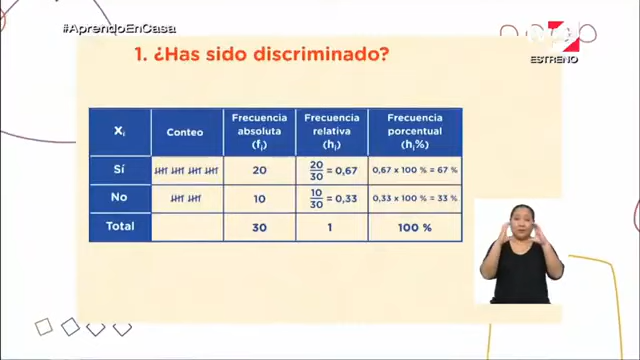 #AprendoEnCasa
ESTRENO
1. ¿Has sido discriminado?
Xi Conteo Frecuencia absoluta (fi) Frecuencia relativa (hi) Frecuencia porcentual (hi%)
Sí 20 20/30 = 0,67 0,67 x 100 % = 67 %
No 10 10/30 = 0,33 0,33 x 100 % = 33 %
Total 30 1 100 %